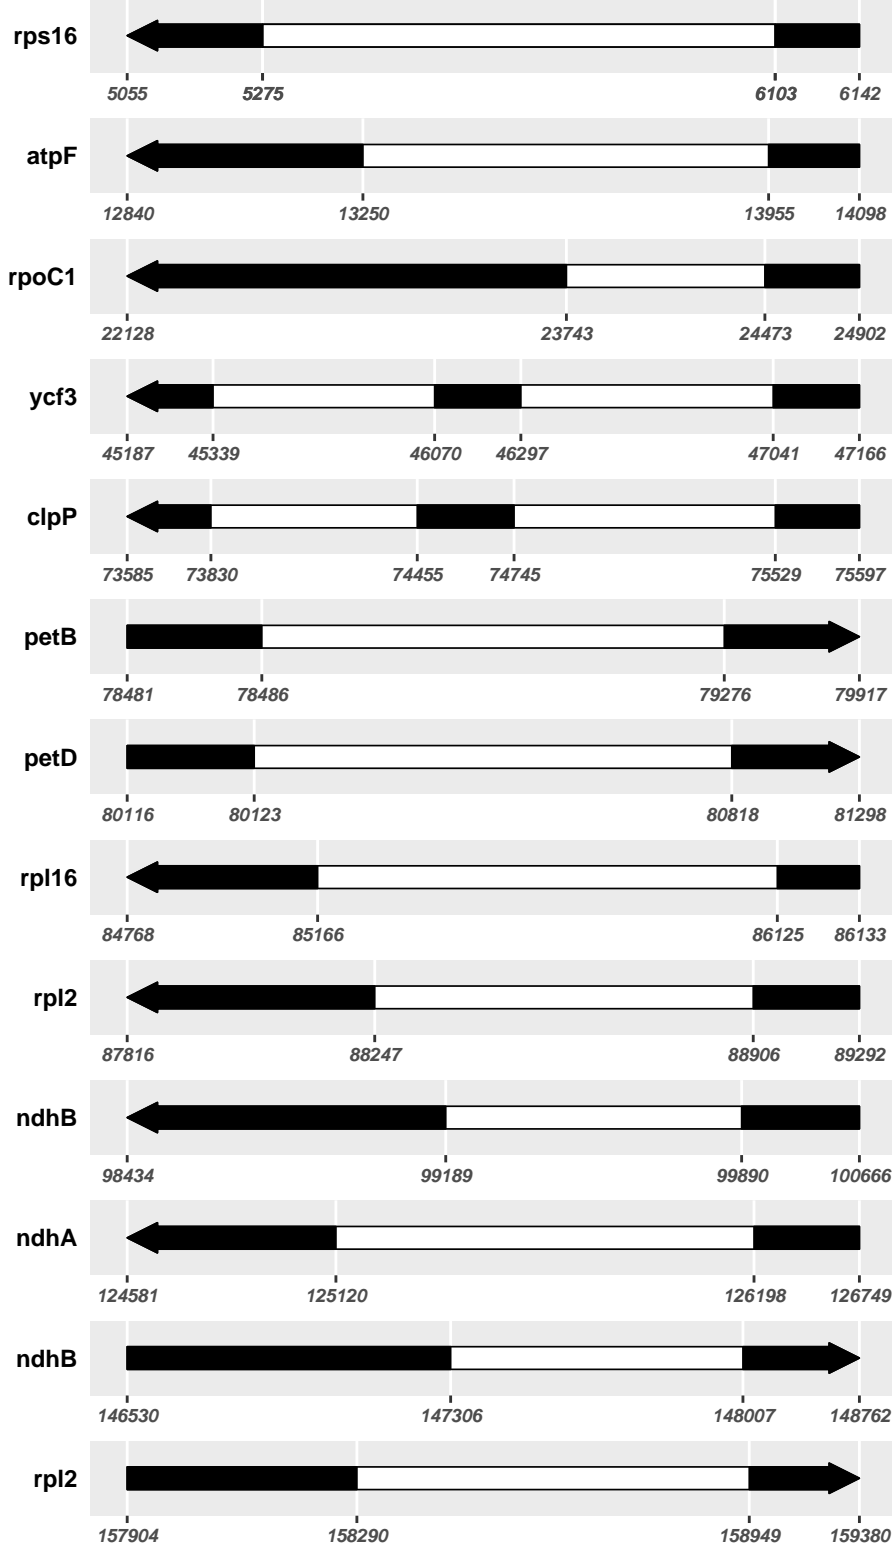 rps16
5055 5275 6103 6142
atpF
12840 13250 13955 14098
rpoC1
22128 23743 24473 24902
ycf3
45187 45339 46070 46297 47041 47166
clpP
73585 73830 74455 74745 75529 75597
petB
78481 78486 79276 79917
petD
80116 80123 80818 81298
rpl16
84768 85166 86125 86133
rpl2
87816 88247 88906 89292
ndhB
98434 99189 99890 100666
ndhA
124581 125120 126198 126749
ndhB
146530 147306 148007 148762
rpl2
157904 158290 158949 159380